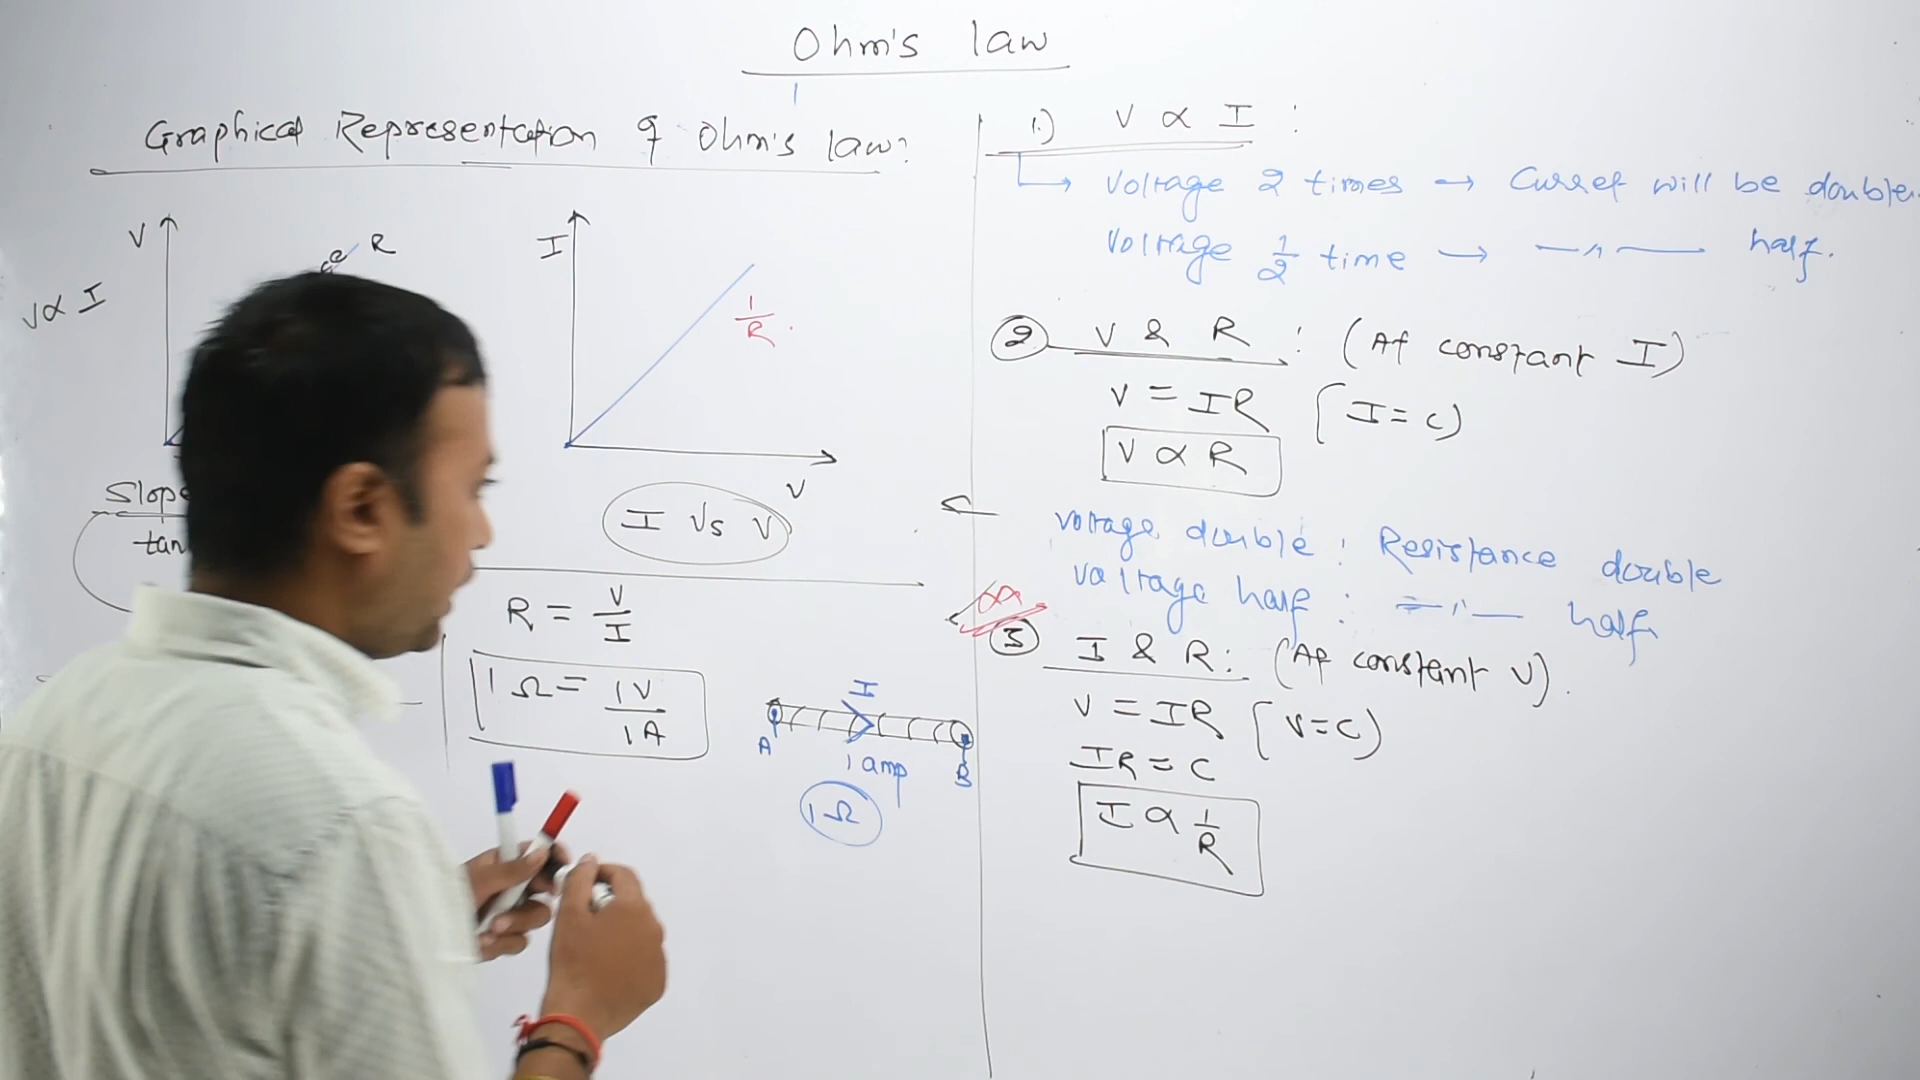 Ohm's law
Graphical Representation of Ohm's law:
V
R
V ∝ I
Slope
tan
I
1/R
V
I Vs V
R = V/I
1 Ω = 1V/1A
I
A
B
1 amp
1 Ω
1) V ∝ I :
Voltage 2 times → Current will be double.
Voltage 1/2 time → —〃— half.
② V & R : (At constant I)
V = IR [I = C)
V ∝ R
Voltage double : Resistance double
Voltage half : —〃— half
③ I & R : (At constant V).
V = IR [V = C)
IR = C
I ∝ 1/R